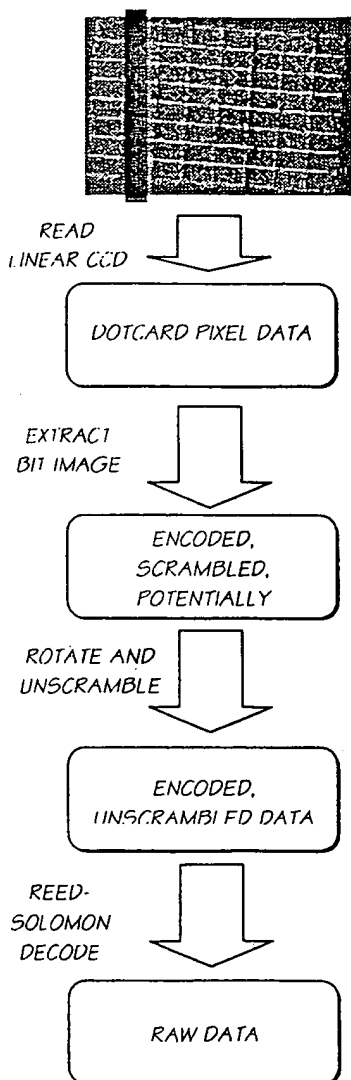 READ
LINEAR CCD
DOTCARD PIXEL DATA
EXTRACT
BIT IMAGE
ENCODED,
SCRAMBLED,
POTENTIALLY
ROTATE AND
UNSCRAMBLE
ENCODED,
UNSCRAMBLED DATA
REED-
SOLOMON
DECODE
RAW DATA